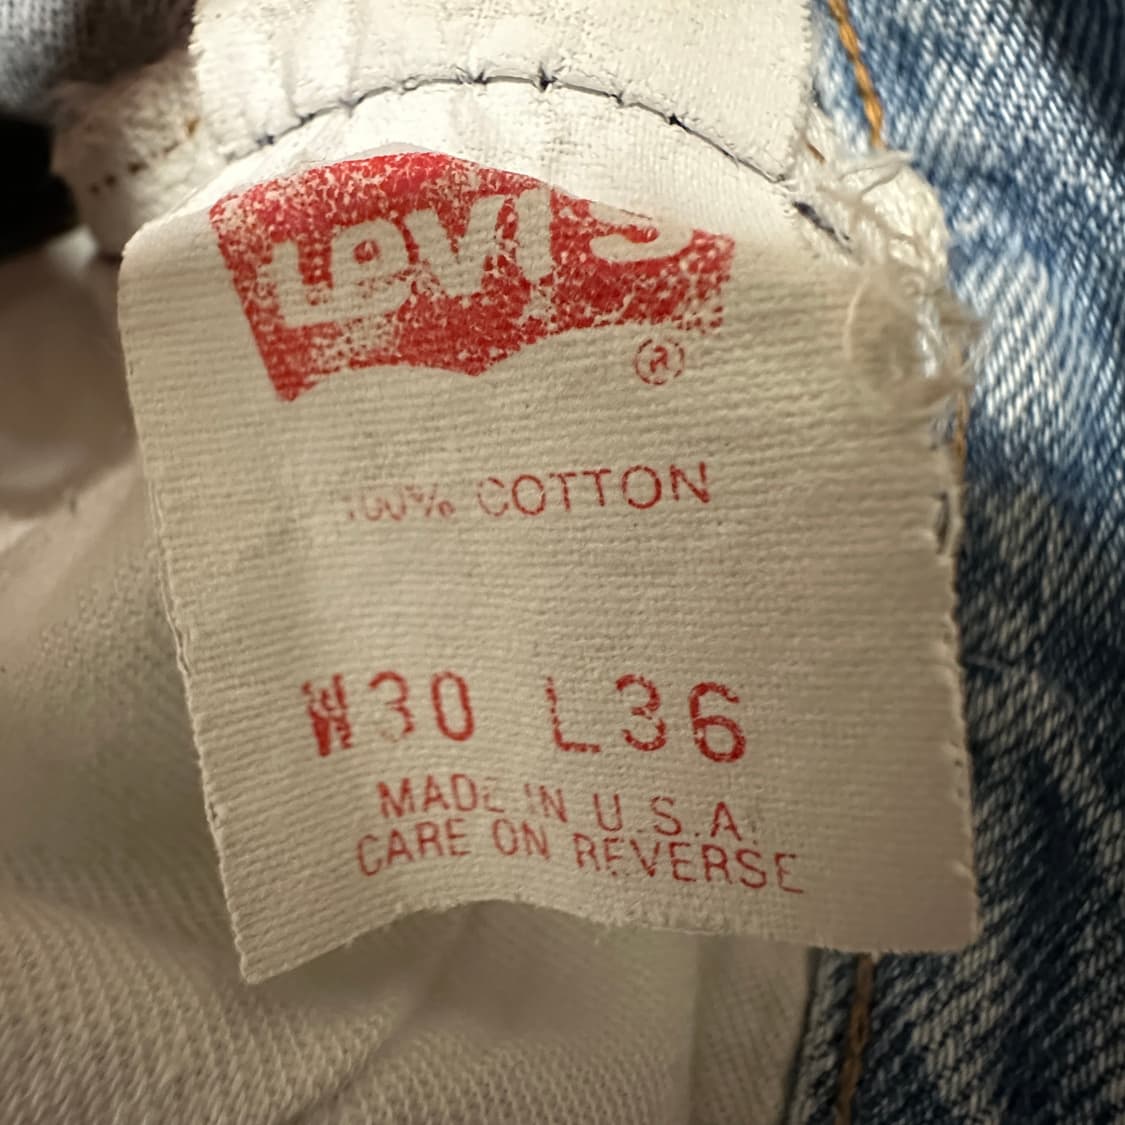 LEVI'S
®
100% COTTON
W30 L36
MADE IN U.S.A.
CARE ON REVERSE